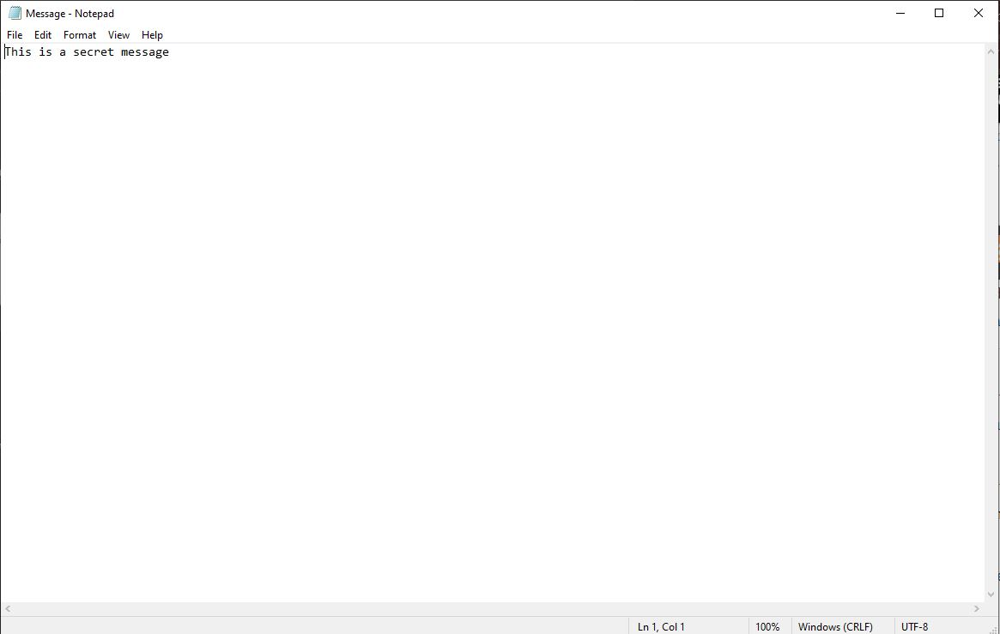 Message - Notepad
File Edit Format View Help
This is a secret message
Ln 1, Col 1 100% Windows (CRLF) UTF-8